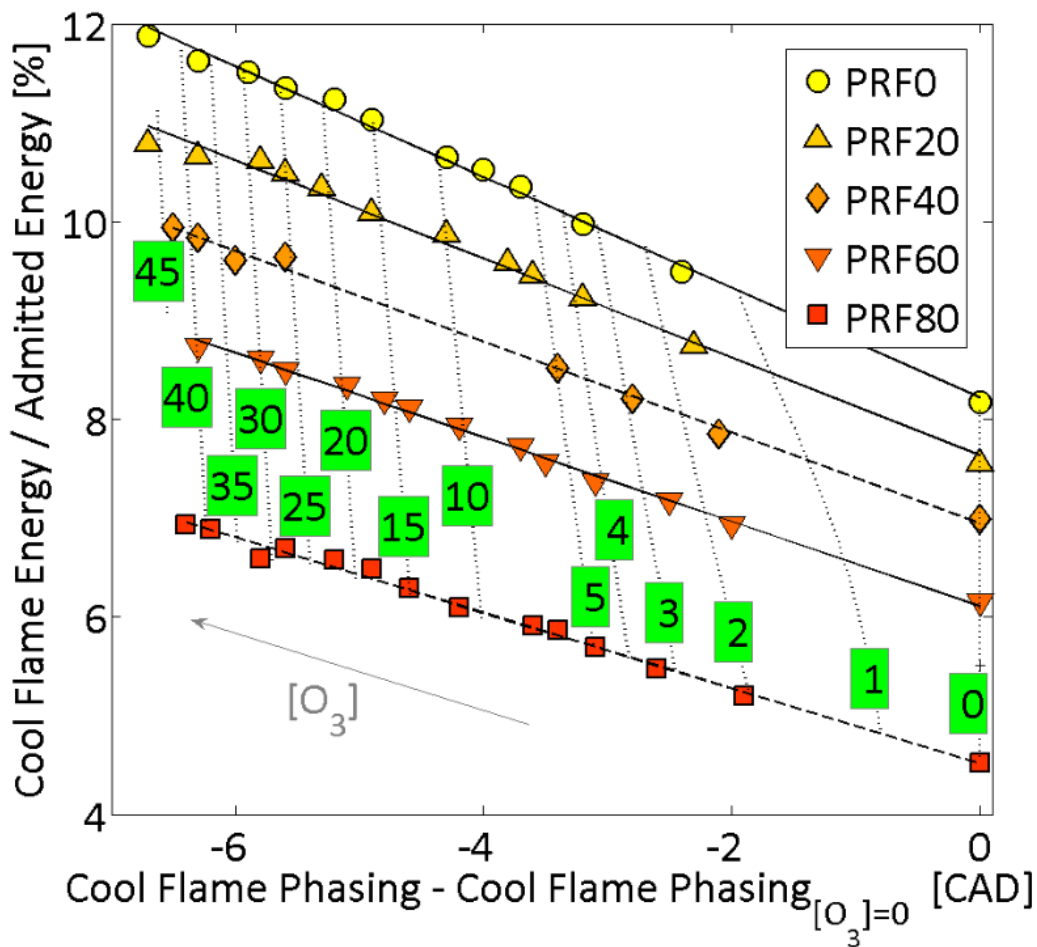 Cool Flame Energy / Admitted Energy [%]
12
10
8
6
4
PRF0
PRF20
PRF40
PRF60
PRF80
45
40
35
30
25
20
15
10
5
4
3
2
1
0
[O₃]
-6
-4
-2
0
Cool Flame Phasing - Cool Flame Phasing[O₃]=0 [CAD]